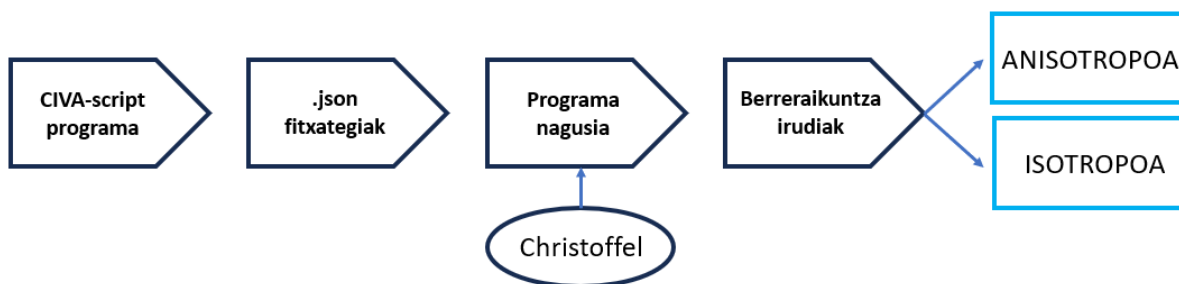 CIVA-script
programa
.json
fitxategiak
Programa
nagusia
Berreraikuntza
irudiak
ANISOTROPOA
ISOTROPOA
Christoffel